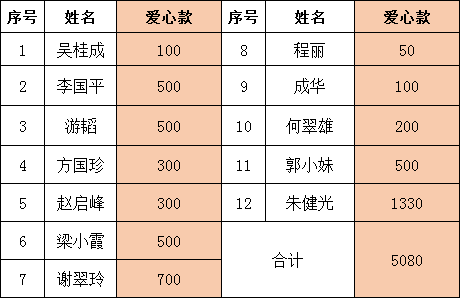 序号 姓名 爱心款 序号 姓名 爱心款
1 吴桂成 100 8 程丽 50
2 李国平 500 9 成华 100
3 游韬 500 10 何翠雄 200
4 方国珍 300 11 郭小妹 500
5 赵启峰 300 12 朱健光 1330
6 梁小霞 500 合计 5080
7 谢翠玲 700